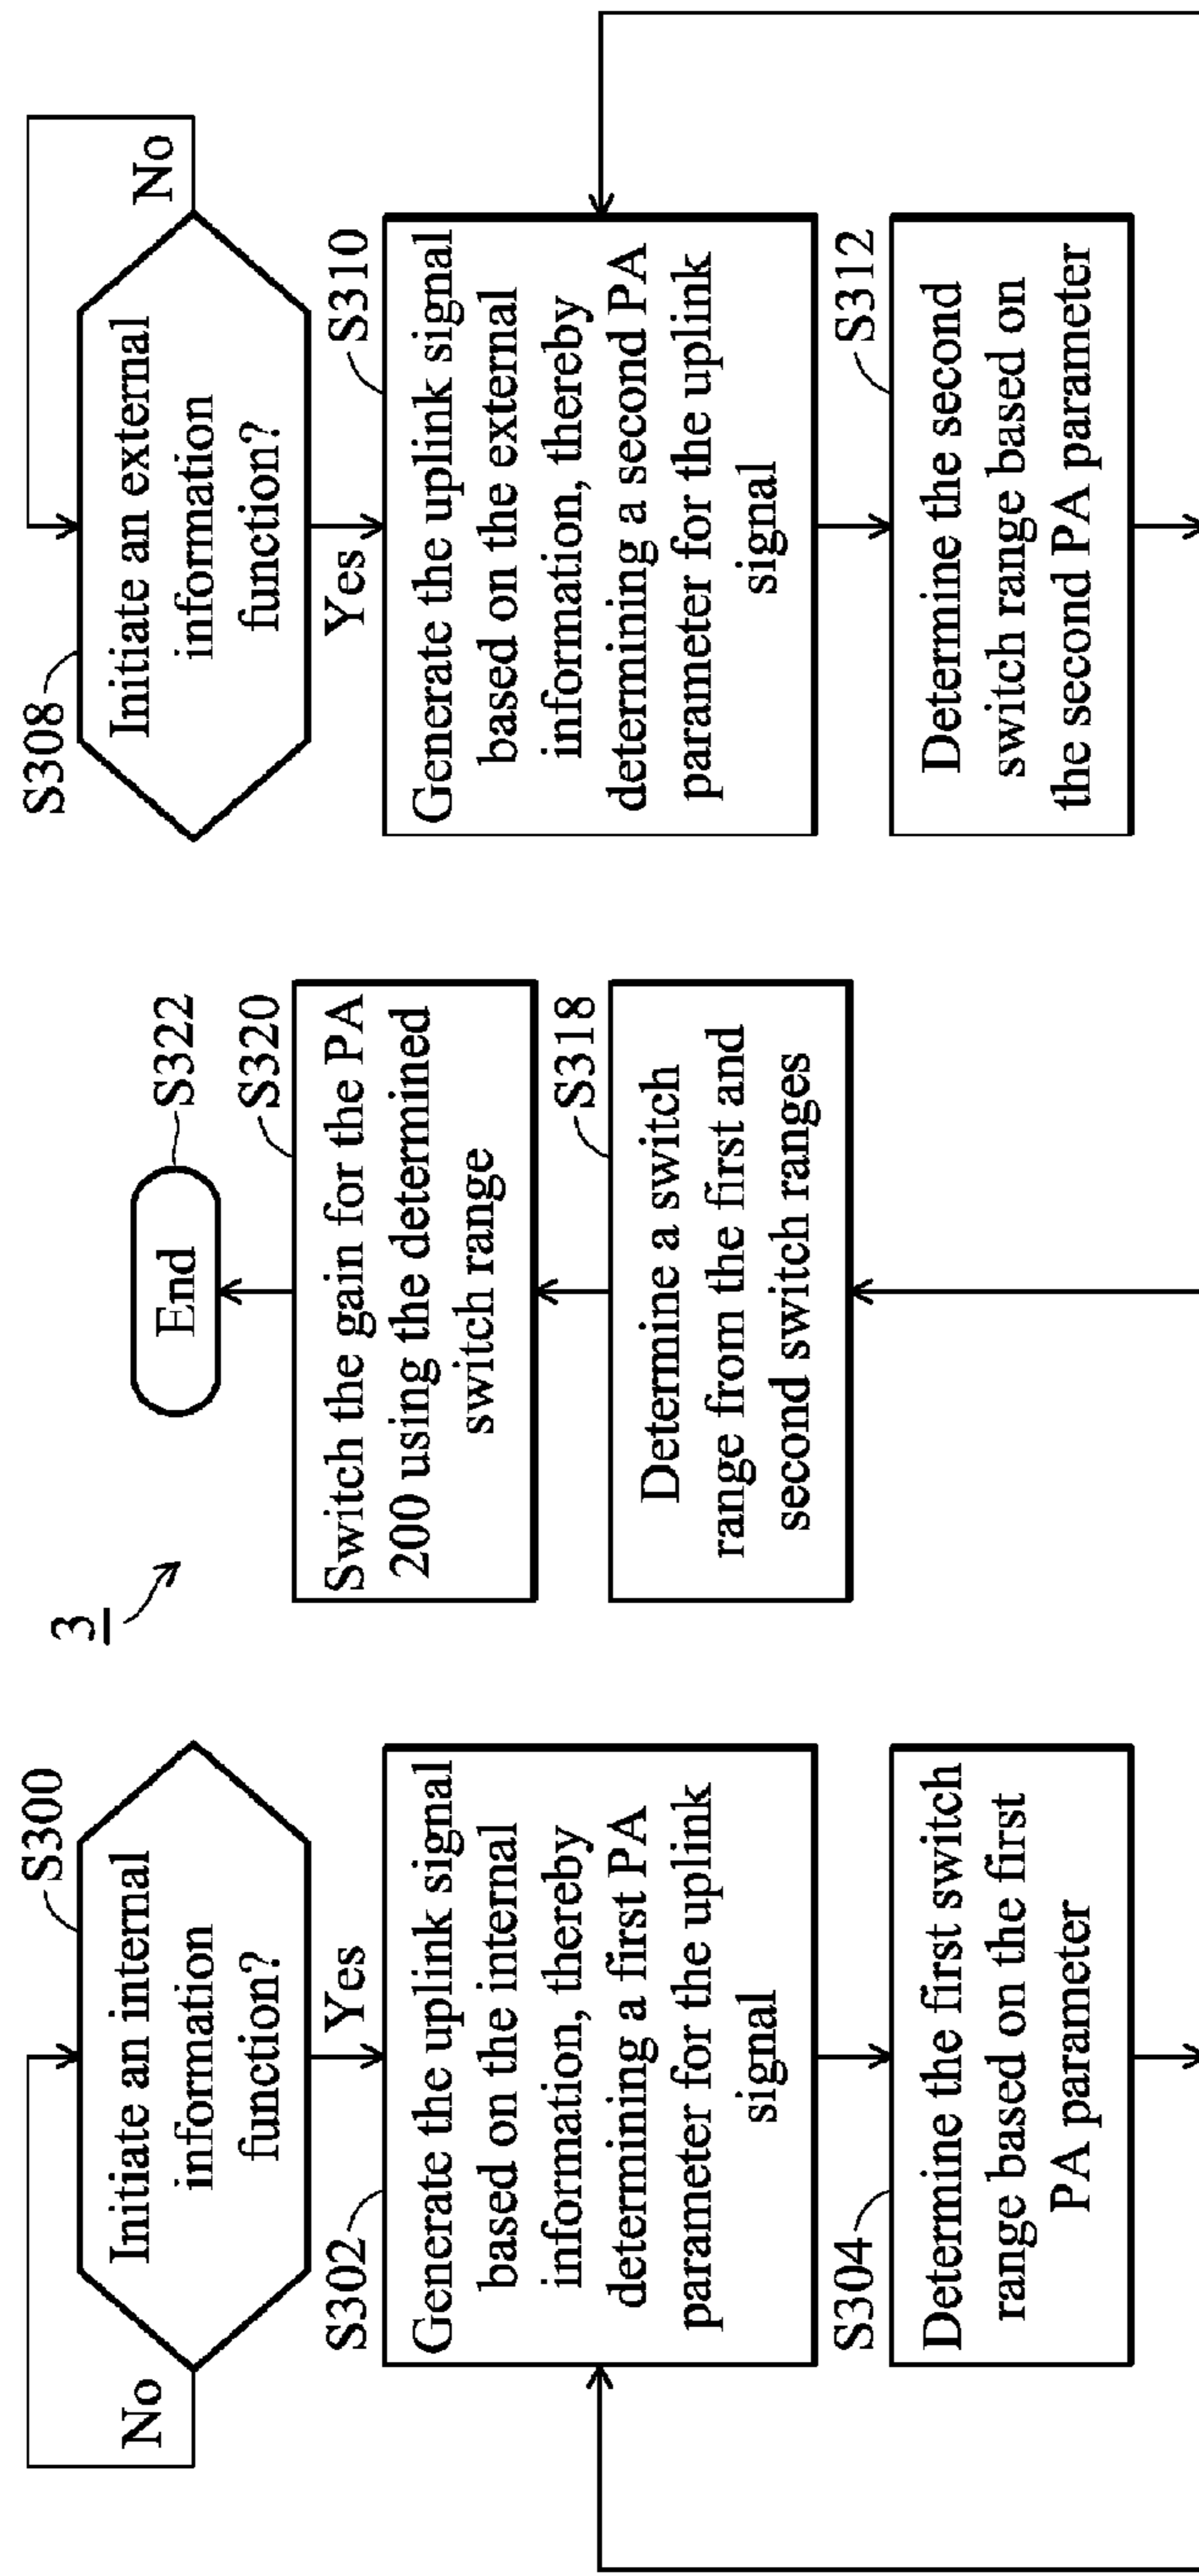 S300
Initiate an internal
information
function?
No
Yes
S302
Generate the uplink signal
based on the internal
information, thereby
determining a first PA
parameter for the uplink
signal
S304
Determine the first switch
range based on the first
PA parameter
3
End
S322
S320
Switch the gain for the PA
200 using the determined
switch range
S318
Determine a switch
range from the first and
second switch ranges
S308
Initiate an external
information
function?
No
Yes
S310
Generate the uplink signal
based on the external
information, thereby
determining a second PA
parameter for the uplink
signal
S312
Determine the second
switch range based on
the second PA parameter